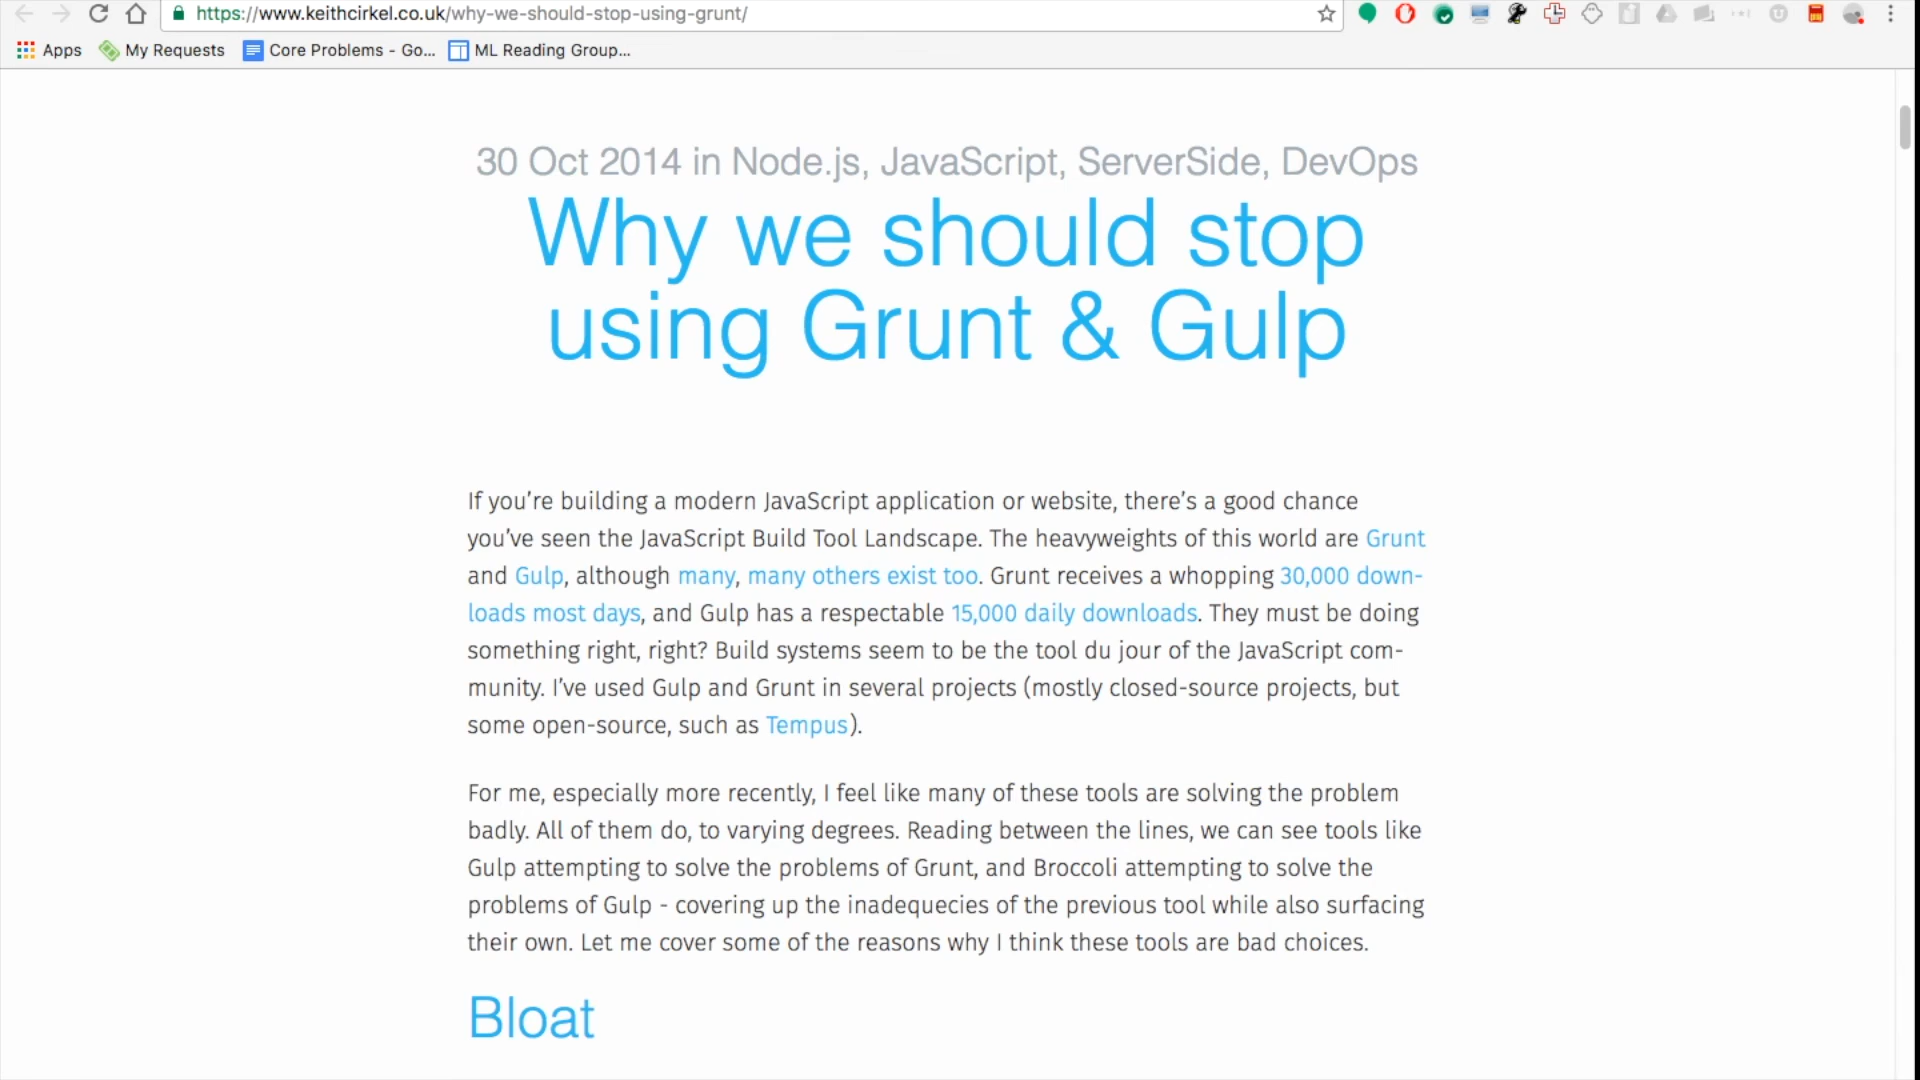 https://www.keithcirkel.co.uk/why-we-should-stop-using-grunt/
Apps My Requests Core Problems - Go... ML Reading Group...
30 Oct 2014 in Node.js, JavaScript, ServerSide, DevOps
Why we should stop
using Grunt & Gulp
If you’re building a modern JavaScript application or website, there’s a good chance
you’ve seen the JavaScript Build Tool Landscape. The heavyweights of this world are Grunt
and Gulp, although many, many others exist too. Grunt receives a whopping 30,000 down-
loads most days, and Gulp has a respectable 15,000 daily downloads. They must be doing
something right, right? Build systems seem to be the tool du jour of the JavaScript com-
munity. I’ve used Gulp and Grunt in several projects (mostly closed-source projects, but
some open-source, such as Tempus).
For me, especially more recently, I feel like many of these tools are solving the problem
badly. All of them do, to varying degrees. Reading between the lines, we can see tools like
Gulp attempting to solve the problems of Grunt, and Broccoli attempting to solve the
problems of Gulp - covering up the inadequecies of the previous tool while also surfacing
their own. Let me cover some of the reasons why I think these tools are bad choices.
Bloat